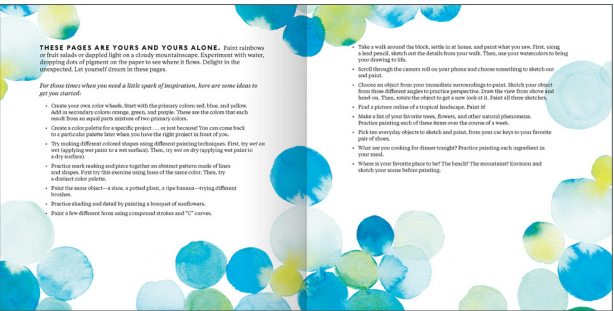 THESE PAGES ARE YOURS AND YOURS ALONE. Paint rainbows
or fruit salads or dappled light on a cloudy mountainscape. Experiment with water,
dropping dots of pigment on the paper to see where it flows. Delight in the
unexpected. Let yourself dream in these pages.
For those times when you need a little spark of inspiration, here are some ideas to
get you started:
• Create your own color wheels. Start with the primary colors: red, blue, and yellow.
Add in secondary colors: orange, green, and purple. These are the colors that each
result from an equal parts mixture of two primary colors.
• Create a color palette for a specific project . . . or just because! You can come back
to a particular palette later when you have the right project in front of you.
• Try making different colored shapes using different painting techniques. First, try wet on
wet (applying wet paint to a wet surface). Then, try wet on dry (applying wet paint to
a dry surface).
• Practice mark making and piece together an abstract pattern made of lines
and shapes. First try this exercise using hues of the same color. Then, try
a distinct color palette.
• Paint the same object—a shoe, a potted plant, a ripe banana—trying different
brushes.
• Practice shading and detail by painting a bouquet of sunflowers.
• Paint a few different ferns using compound strokes and "C" curves.
• Take a walk around the block, settle in at home, and paint what you saw. First, using
a lead pencil, sketch out the details from your walk. Then, use your watercolors to bring
your drawing to life.
• Scroll through the camera roll on your phone and choose something to sketch out
and paint.
• Choose an object from your immediate surroundings to paint. Sketch your object
from three different angles to practice perspective. Draw the view from above and
head-on. Then, rotate the object to get a new look at it. Paint all three sketches.
• Find a picture online of a tropical landscape. Paint it!
• Make a list of your favorite trees, flowers, and other natural phenomena.
Practice painting each of these items over the course of a week.
• Pick ten everyday objects to sketch and paint, from your car keys to your favorite
pair of shoes.
• What are you cooking for dinner tonight? Practice painting each ingredient in
your meal.
• Where is your favorite place to be? The beach? The mountains? Envision and
sketch your scene before painting.